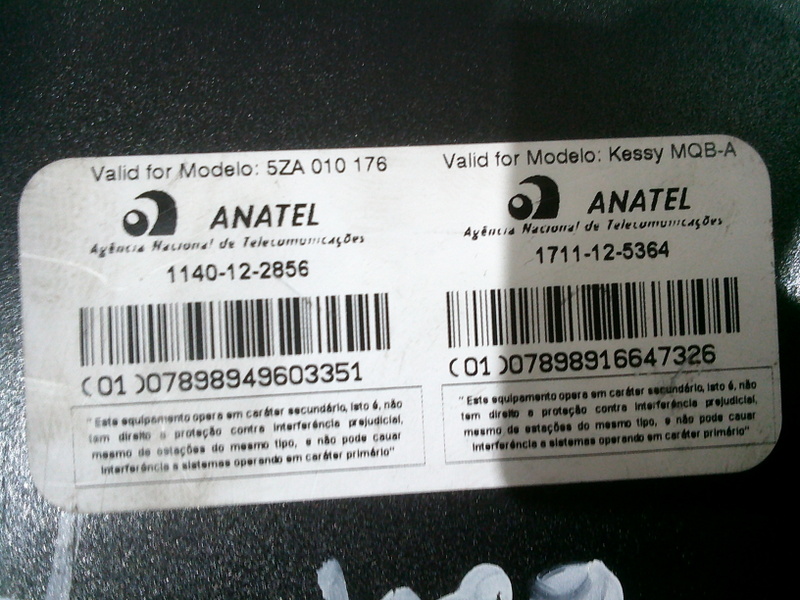 Valid for Modelo: 5ZA 010 176
ANATEL
Agência Nacional de Telecomunicações
1140-12-2856
(01)07898949603351
"Este equipamento opera em caráter secundário, isto é, não
tem direito a proteção contra interferência prejudicial,
mesmo de estações do mesmo tipo, e não pode causar
interferência a sistemas operando em caráter primário"
Valid for Modelo: Kessy MQB-A
ANATEL
Agência Nacional de Telecomunicações
1711-12-5364
(01)07898916647326
"Este equipamento opera em caráter secundário, isto é, não
tem direito a proteção contra interferência prejudicial,
mesmo de estações do mesmo tipo, e não pode causar
interferência a sistemas operando em caráter primário"